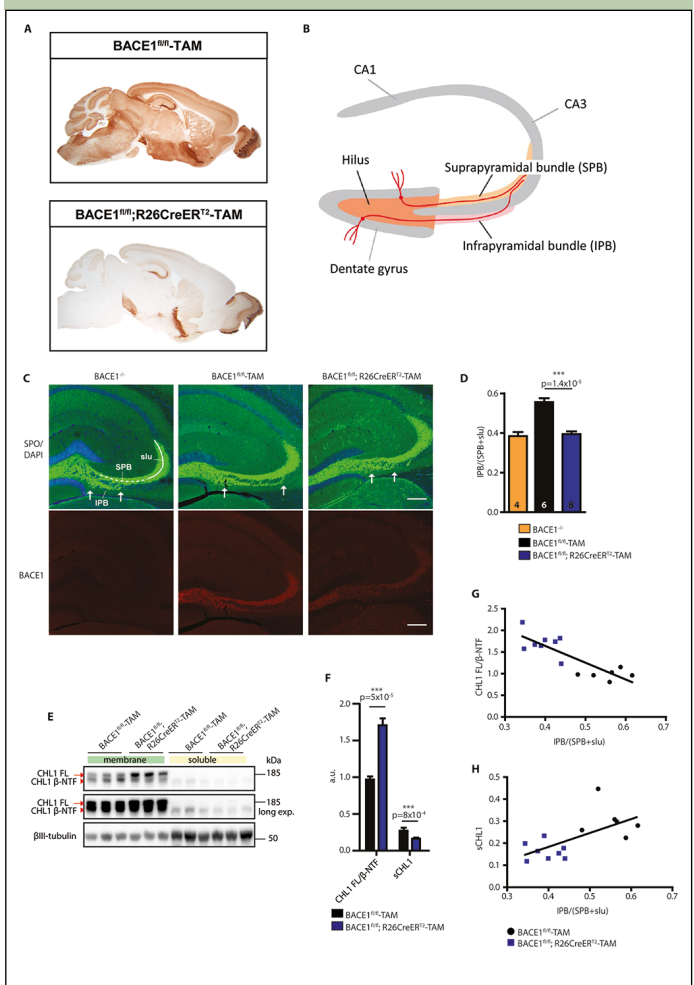 A
BACE1fl/fl-TAM
BACE1fl/fl;R26CreERT2-TAM
B
CA1
CA3
Hilus
Suprapyramidal bundle (SPB)
Infrapyramidal bundle (IPB)
Dentate gyrus
C
BACE1-/-
BACE1fl/fl-TAM
BACE1fl/fl; R26CreERT2-TAM
SPO/
DAPI
slu
SPB
IPB
BACE1
D
***
p=1.4x10-5
IPB/(SPB+slu)
0.6
0.4
0.2
0.0
4
6
8
BACE1-/-
BACE1fl/fl-TAM
BACE1fl/fl; R26CreERT2-TAM
E
BACE1fl/fl-TAM
BACE1fl/fl; R26CreERT2-TAM
BACE1fl/fl-TAM
BACE1fl/fl; R26CreERT2-TAM
membrane
soluble
kDa
CHL1 FL
CHL1 β-NTF
185
CHL1 FL
CHL1 β-NTF
185
long exp.
βIII-tubulin
50
F
***
p=5x10-5
a.u.
2.0
1.5
1.0
0.5
0.0
***
p=8x10-4
CHL1 FL/β-NTF
sCHL1
BACE1fl/fl-TAM
BACE1fl/fl; R26CreERT2-TAM
G
CHL1 FL/β-NTF
2.5
2.0
1.5
1.0
0.5
0.0
0.3
0.4
0.5
0.6
0.7
IPB/(SPB+slu)
H
sCHL1
0.5
0.4
0.3
0.2
0.1
0.0
0.3
0.4
0.5
0.6
0.7
IPB/(SPB+slu)
BACE1fl/fl-TAM
BACE1fl/fl; R26CreERT2-TAM